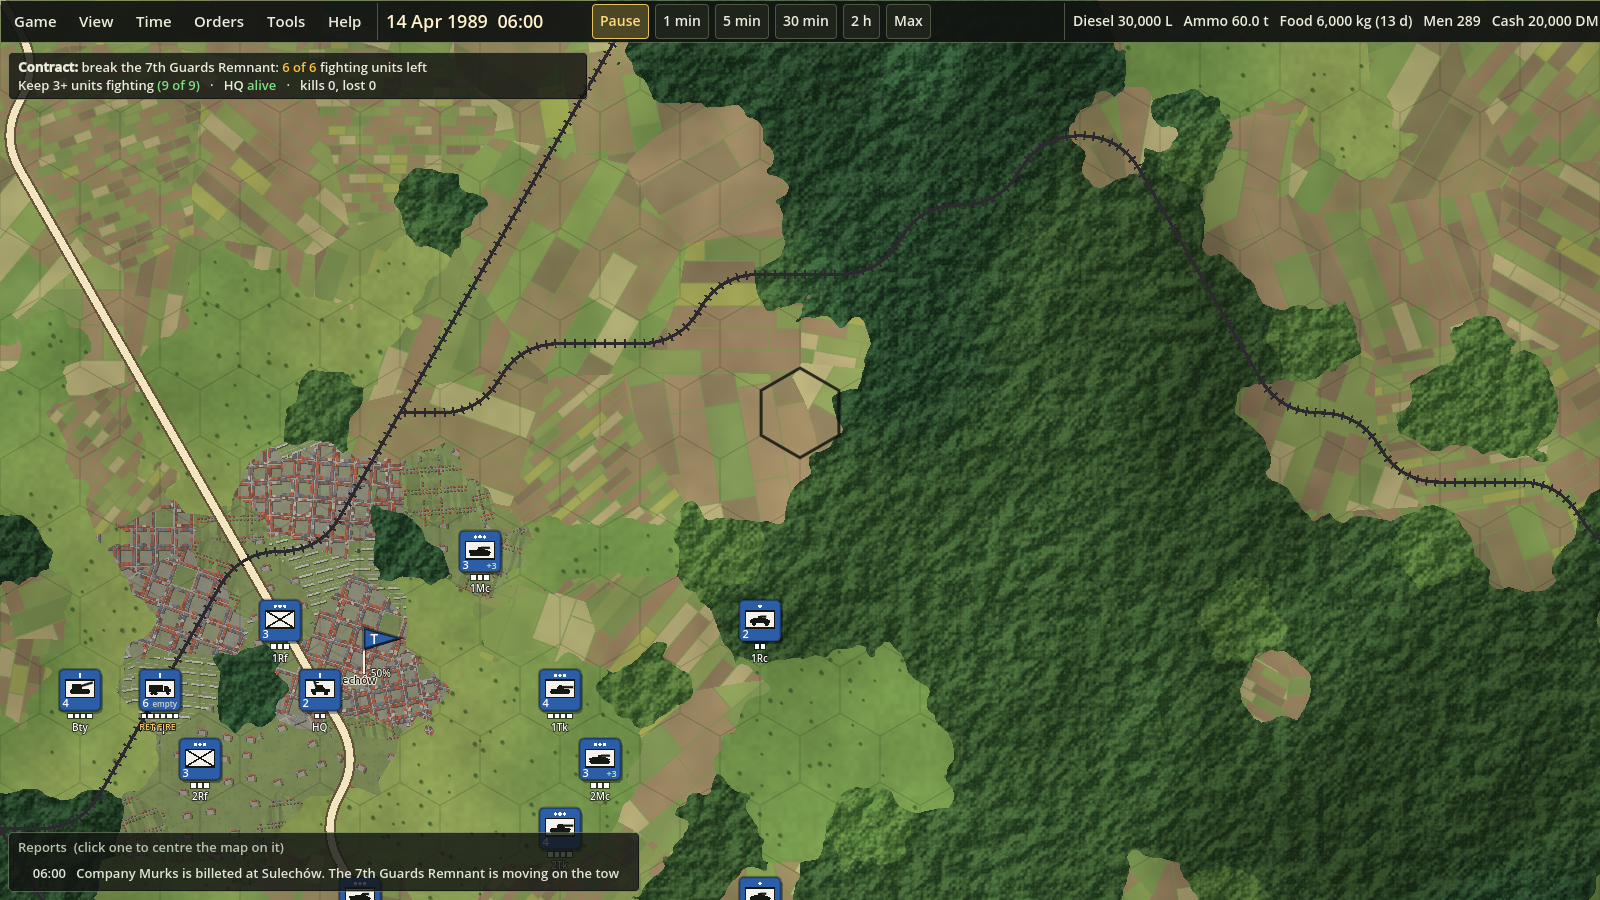 Game View Time Orders Tools Help 14 Apr 1989 06:00 Pause 1 min 5 min 30 min 2 h Max Diesel 30,000 L Ammo 60.0 t Food 6,000 kg (13 d) Men 289 Cash 20,000 DM
Contract: break the 7th Guards Remnant: 6 of 6 fighting units left
Keep 3+ units fighting (9 of 9) · HQ alive · kills 0, lost 0
3 +3
1Mc
3
1Rf
T
50%
2
1Rc
4
Bty
6 empty
2
HQ
4
1Tk
3
2Rf
3 +3
2Mc
4
Reports (click one to centre the map on it)
06:00 Company Murks is billeted at Sulechów. The 7th Guards Remnant is moving on the tow